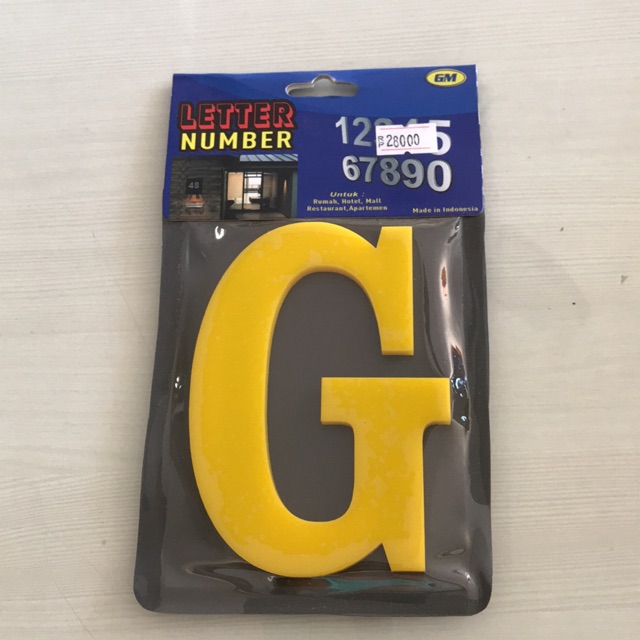 GM
LETTER
NUMBER
28000
67890
Untuk :
Rumah, Hotel, Mall
Restaurant,Apartemen
Made in Indonesia
G